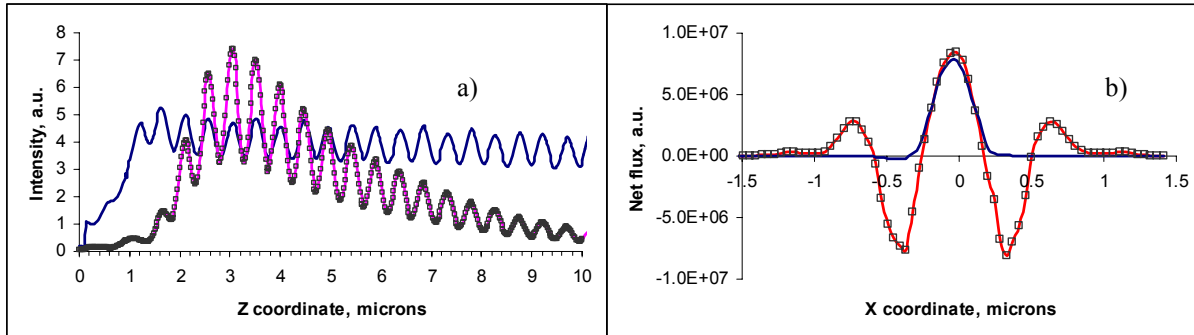 Intensity, a.u.
8
7
6
5
4
3
2
1
0
0 1 2 3 4 5 6 7 8 9 10
Z coordinate, microns
a)
Net flux, a.u.
1.0E+07
5.0E+06
0.0E+00
-5.0E+06
-1.0E+07
-1.5 -1 -0.5 0 0.5 1 1.5
X coordinate, microns
b)